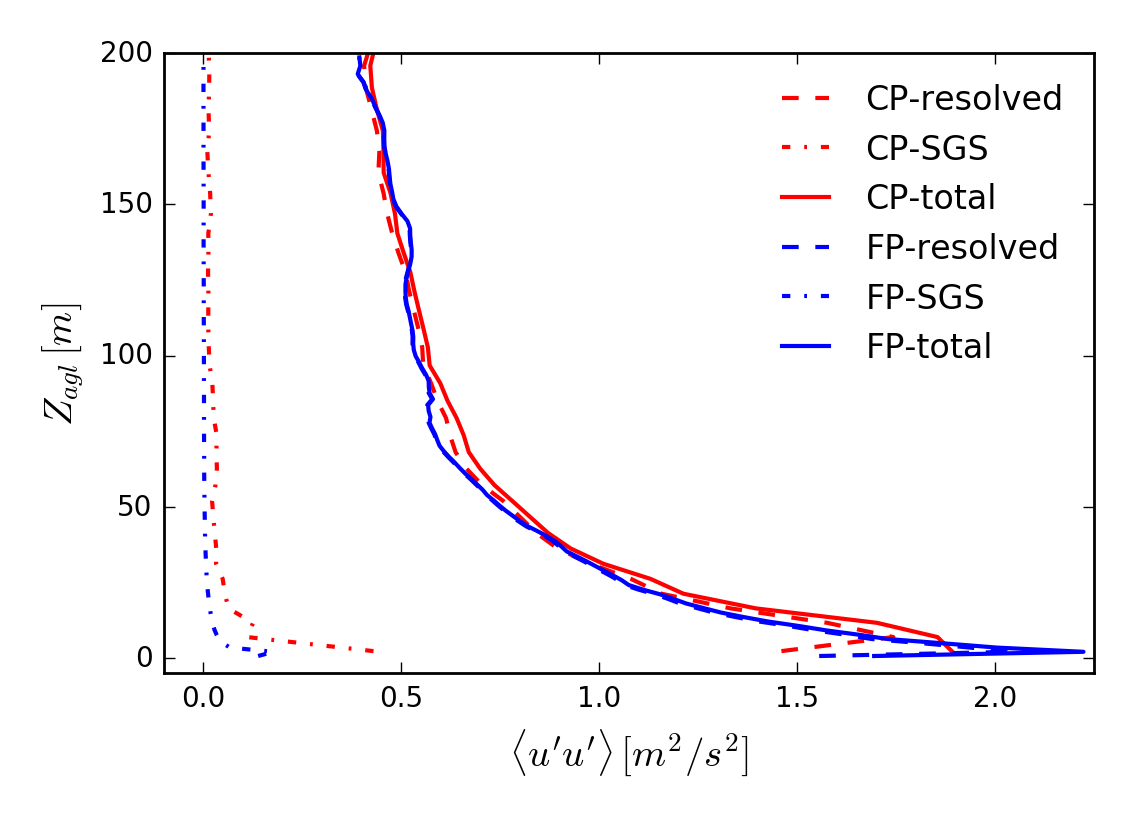 200
150
100
50
0
Z_{agl} [m]
CP-resolved
CP-SGS
CP-total
FP-resolved
FP-SGS
FP-total
0.0 0.5 1.0 1.5 2.0
⟨u′u′⟩ [m²/s²]